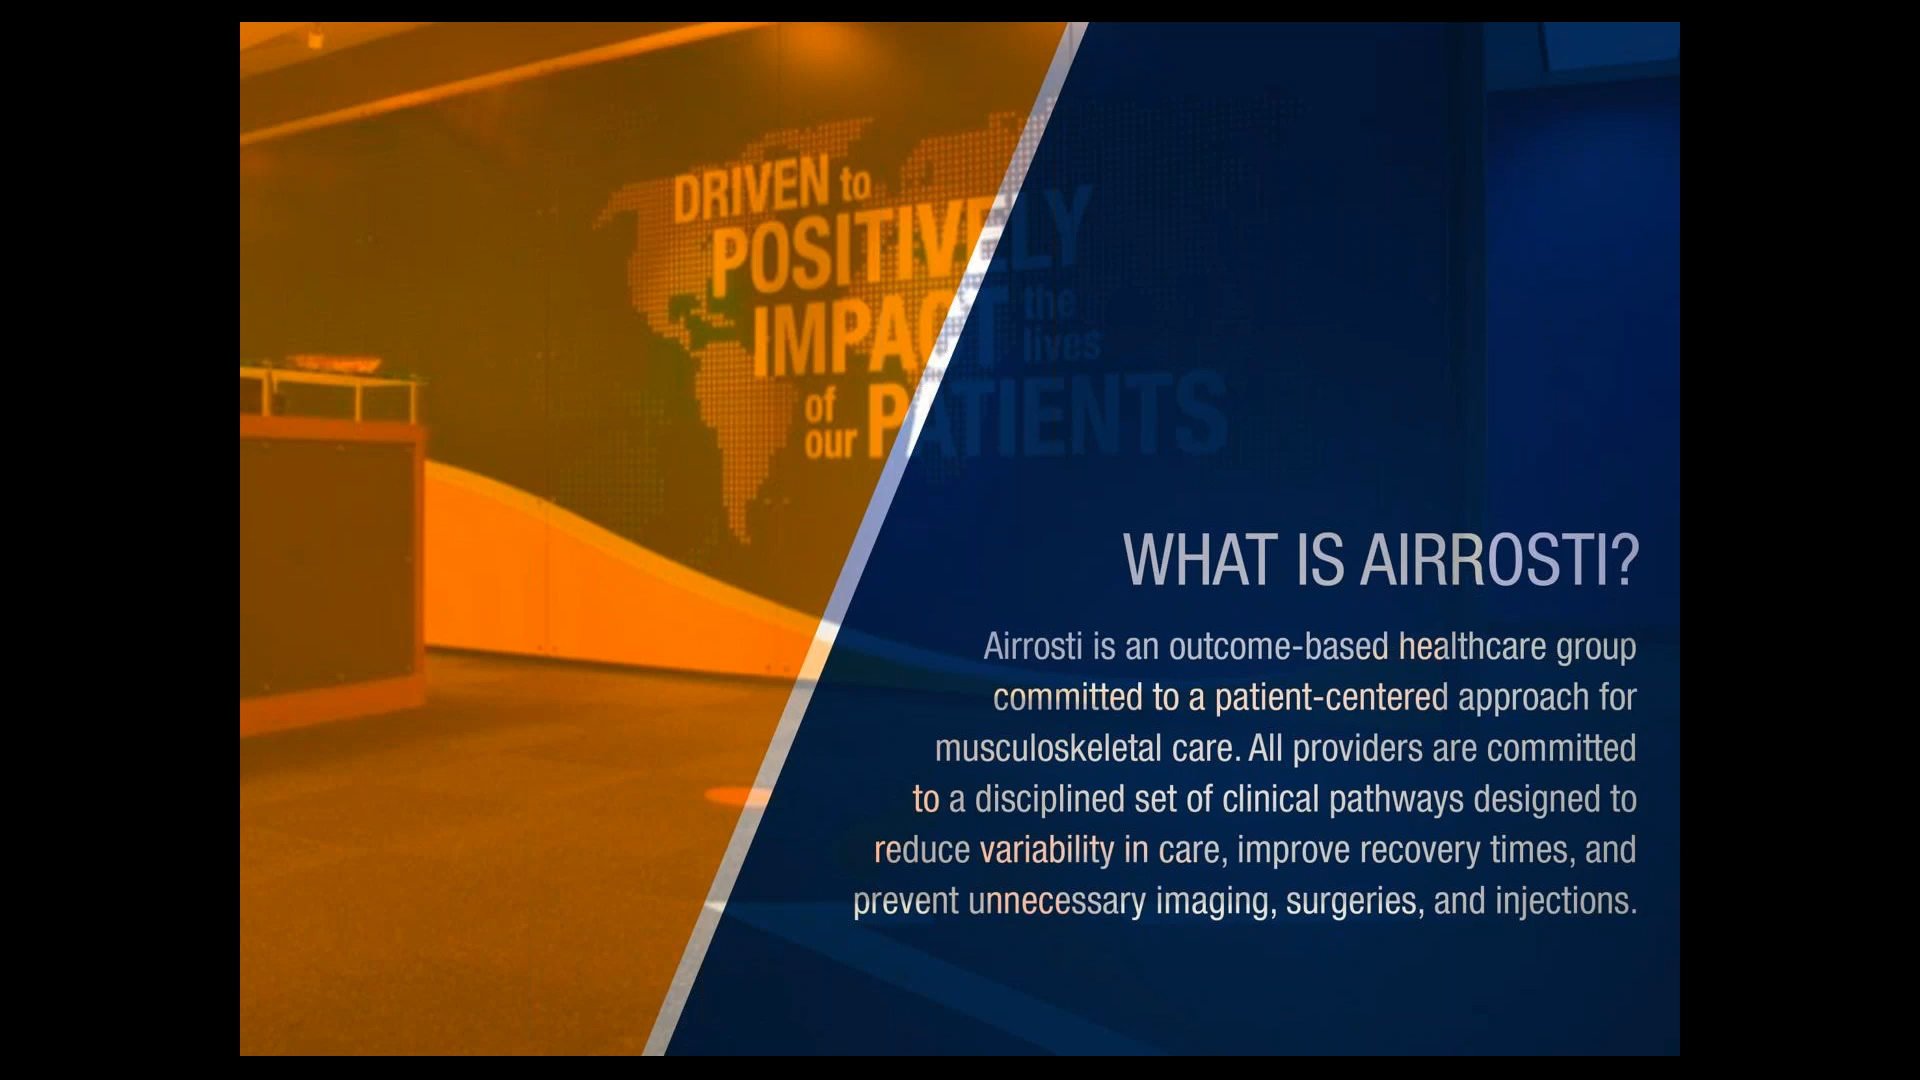 DRIVEN to
POSITIVELY
IMPACT the lives
of our PATIENTS
WHAT IS AIRROSTI?
Airrosti is an outcome-based healthcare group
committed to a patient-centered approach for
musculoskeletal care. All providers are committed
to a disciplined set of clinical pathways designed to
reduce variability in care, improve recovery times, and
prevent unnecessary imaging, surgeries, and injections.